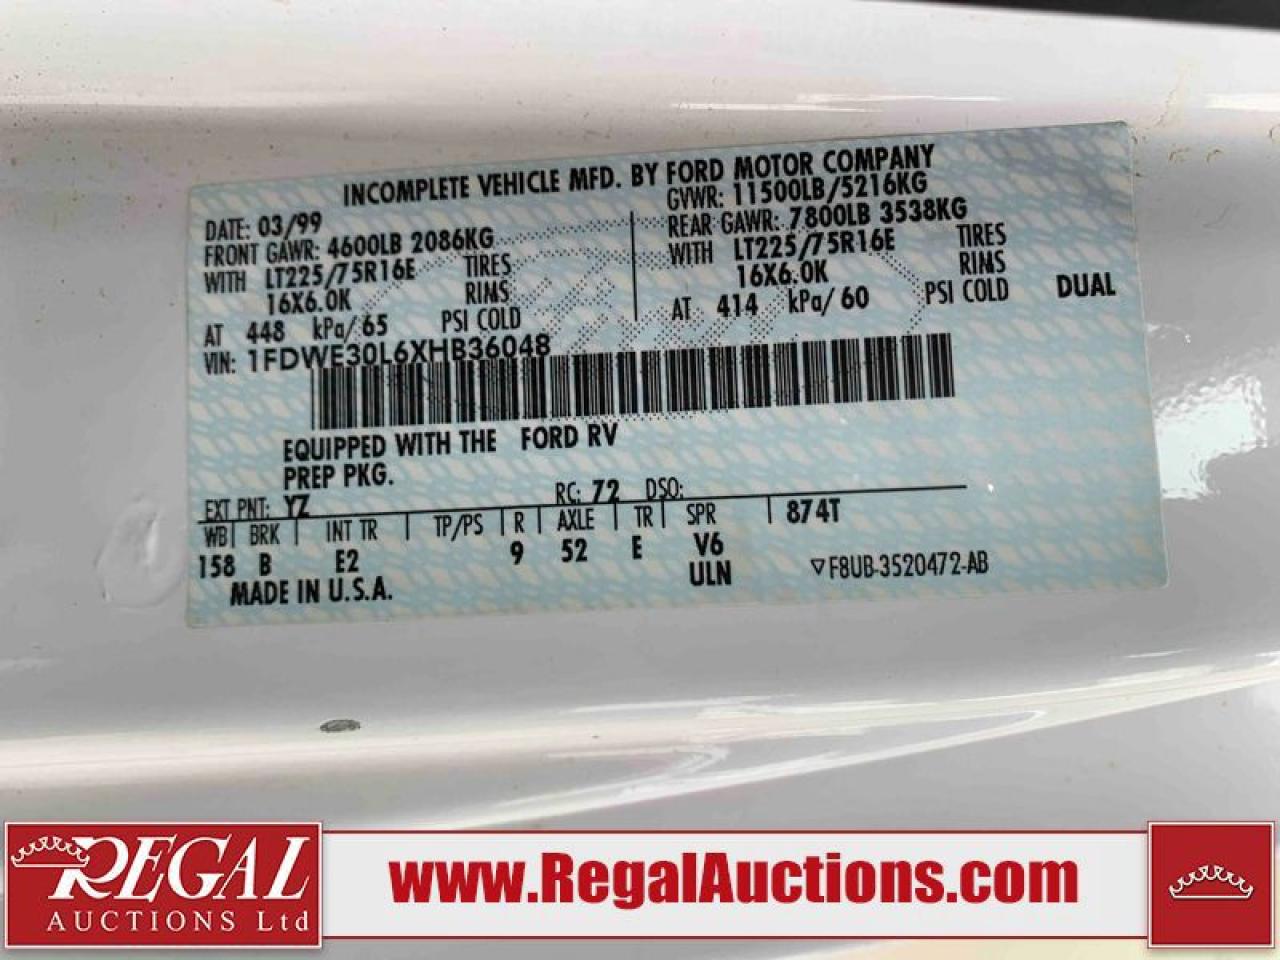 INCOMPLETE VEHICLE MFD. BY FORD MOTOR COMPANY
DATE: 03/99
GVWR: 11500LB/5216KG
FRONT GAWR: 4600LB 2086KG
REAR GAWR: 7800LB 3538KG
WITH LT225/75R16E TIRES
WITH LT225/75R16E TIRES
16X6.0K RIMS
16X6.0K RIMS
AT 448 kPa/65 PSI COLD
AT 414 kPa/60 PSI COLD DUAL
VIN: 1FDWE30L6XHB36048
EQUIPPED WITH THE FORD RV
PREP PKG.
EXT PNT: YZ RC: 72 DSO:
WB BRK INT TR TP/PS R AXLE TR SPR 874T
158 B E2 9 52 E V6
ULN
MADE IN U.S.A.
▽F8UB-3520472-AB
REGAL
AUCTIONS Ltd
www.RegalAuctions.com